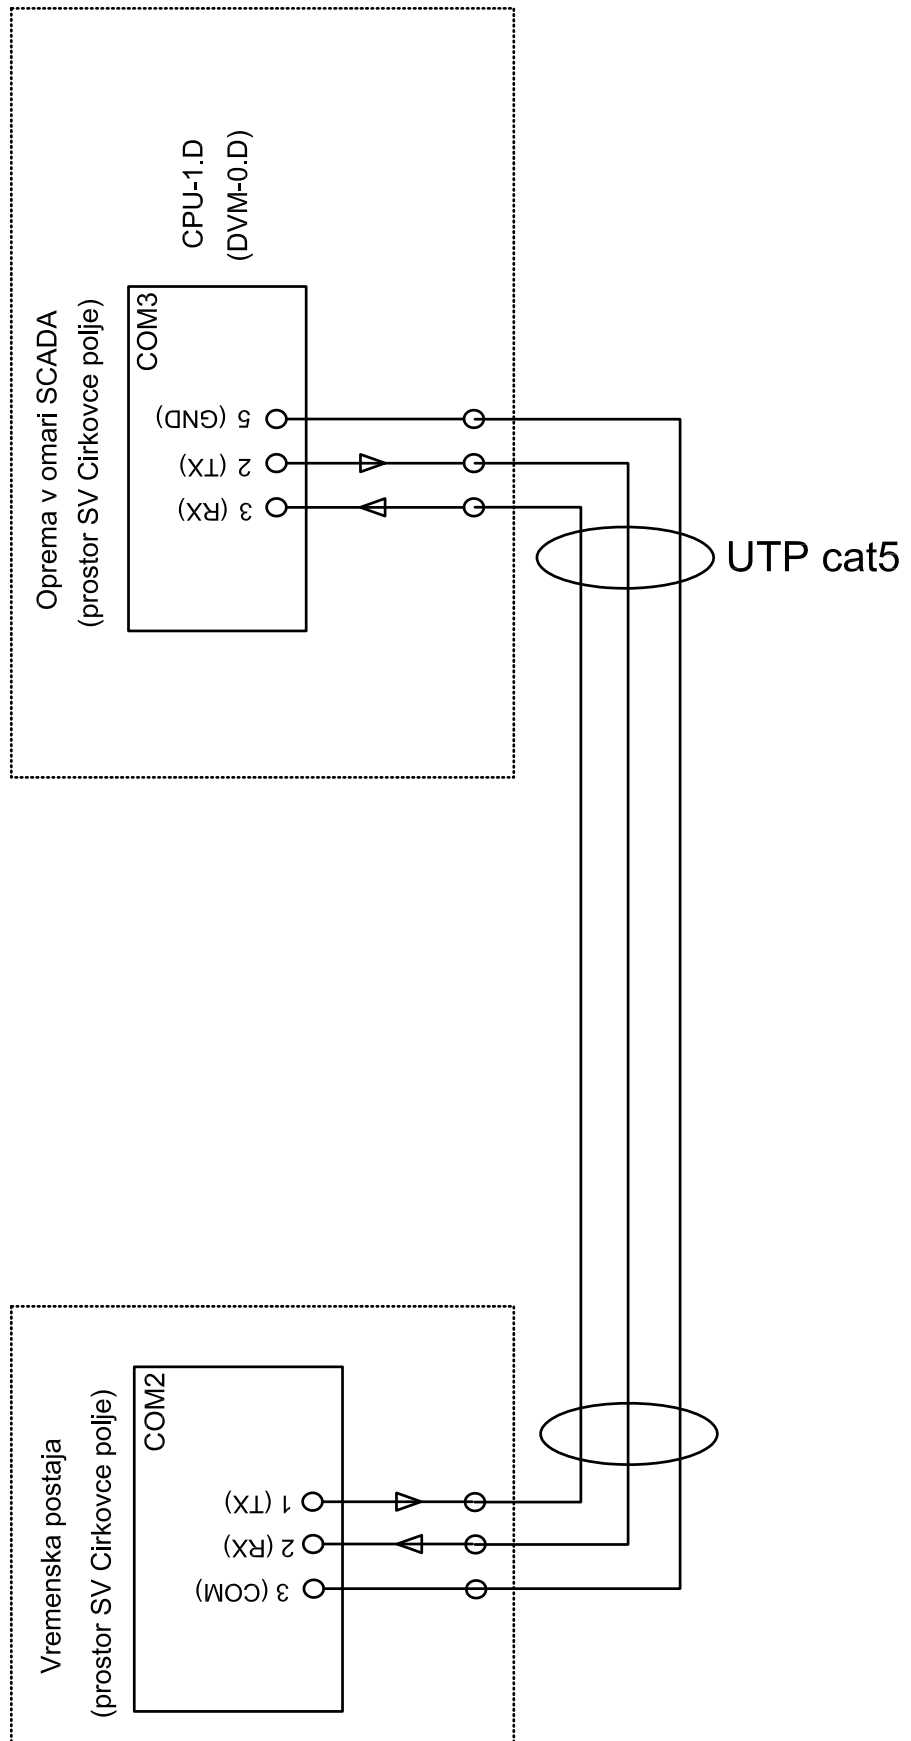 Oprema v omari SCADA
(prostor SV Cirkovce polje)
CPU-1.D
(DVM-0.D)
COM3
5 (GND)
2 (TX)
3 (RX)
UTP cat5
Vremenska postaja
(prostor SV Cirkovce polje)
COM2
1 (TX)
2 (RX)
3 (COM)